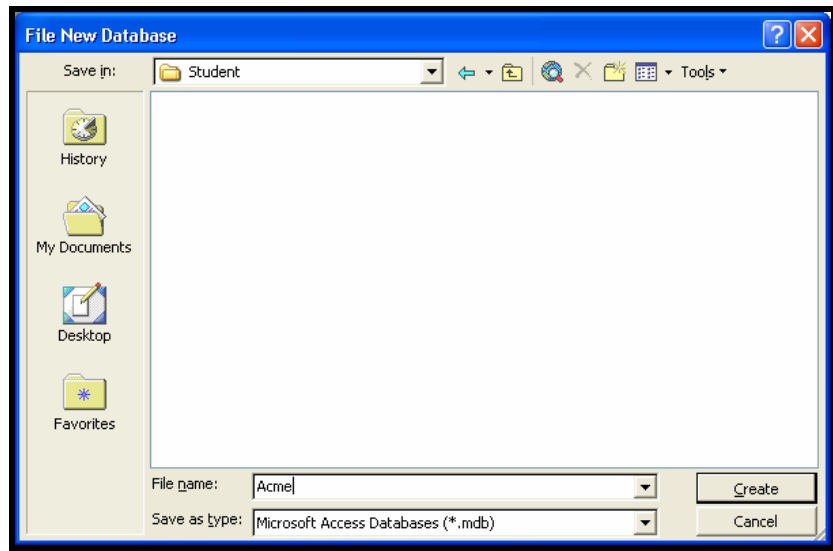 File New Database
Save in:
Student
Tools
History
My Documents
Desktop
Favorites
File name:
Acme
Create
Save as type:
Microsoft Access Databases (*.mdb)
Cancel